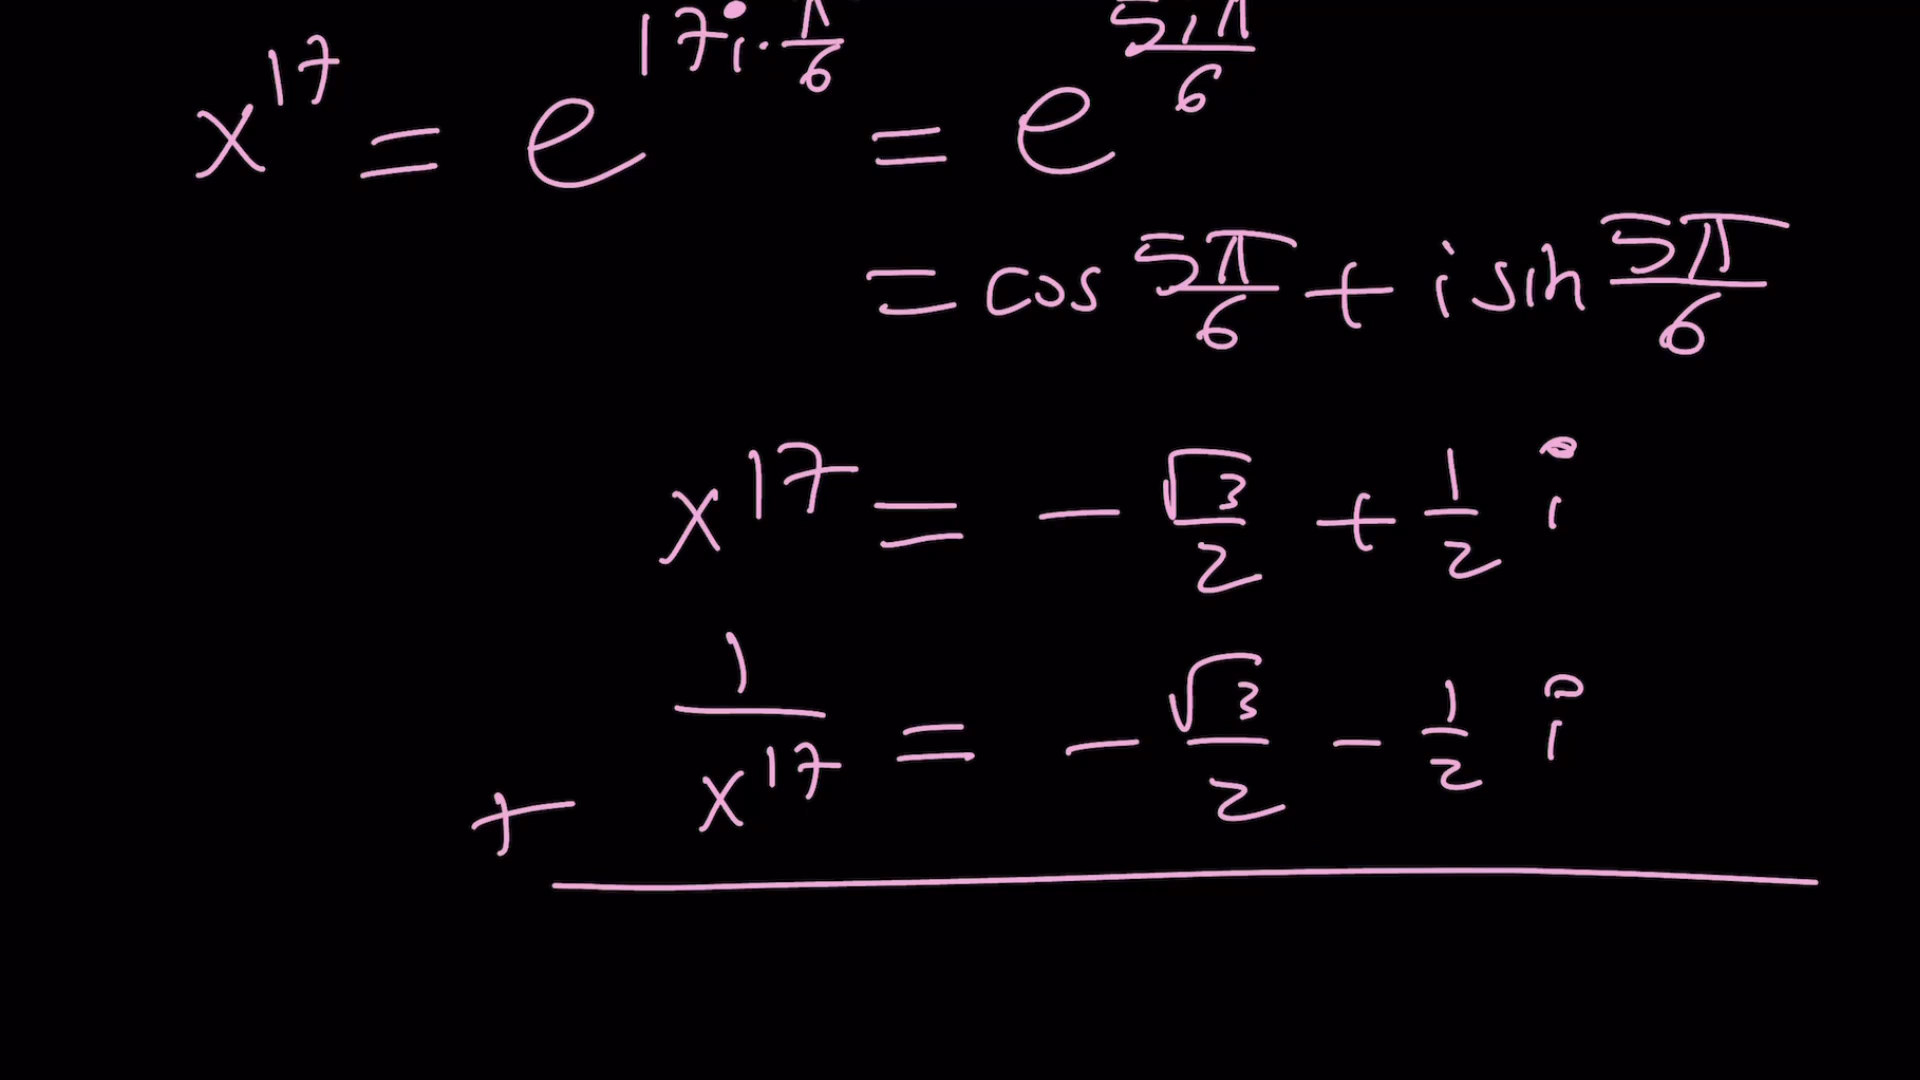 x^17 = e^(17i·π/6) = e^(5iπ/6)
= cos 5π/6 + i sin 5π/6
x^17 = - √3/2 + 1/2 i
+ 1/x^17 = - √3/2 - 1/2 i